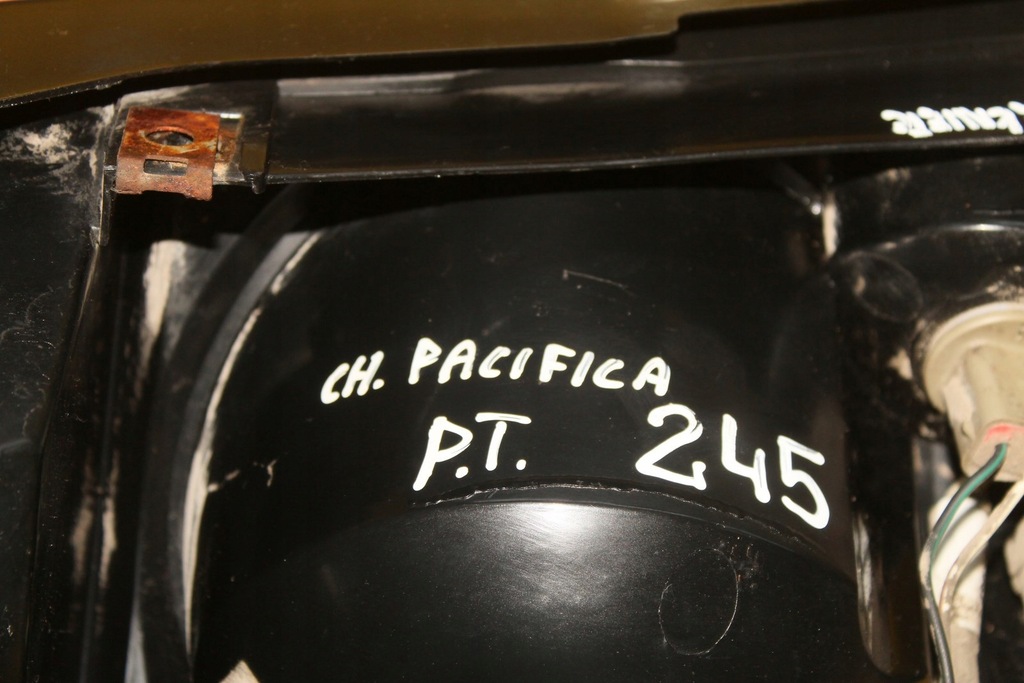 CH. PACIFICA
P.T. 245